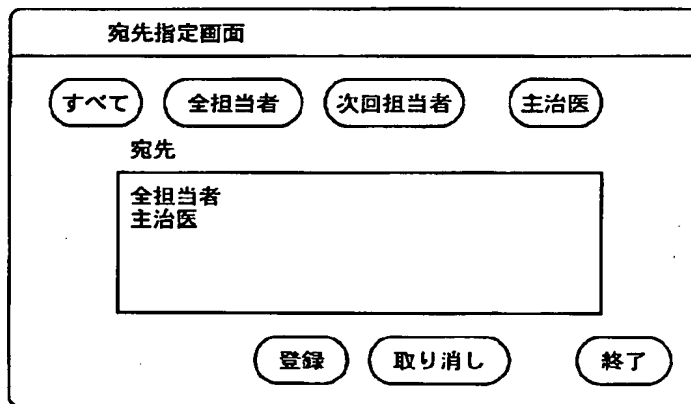 宛先指定画面
すべて 全担当者 次回担当者 主治医
宛先
全担当者
主治医
登録 取り消し 終了